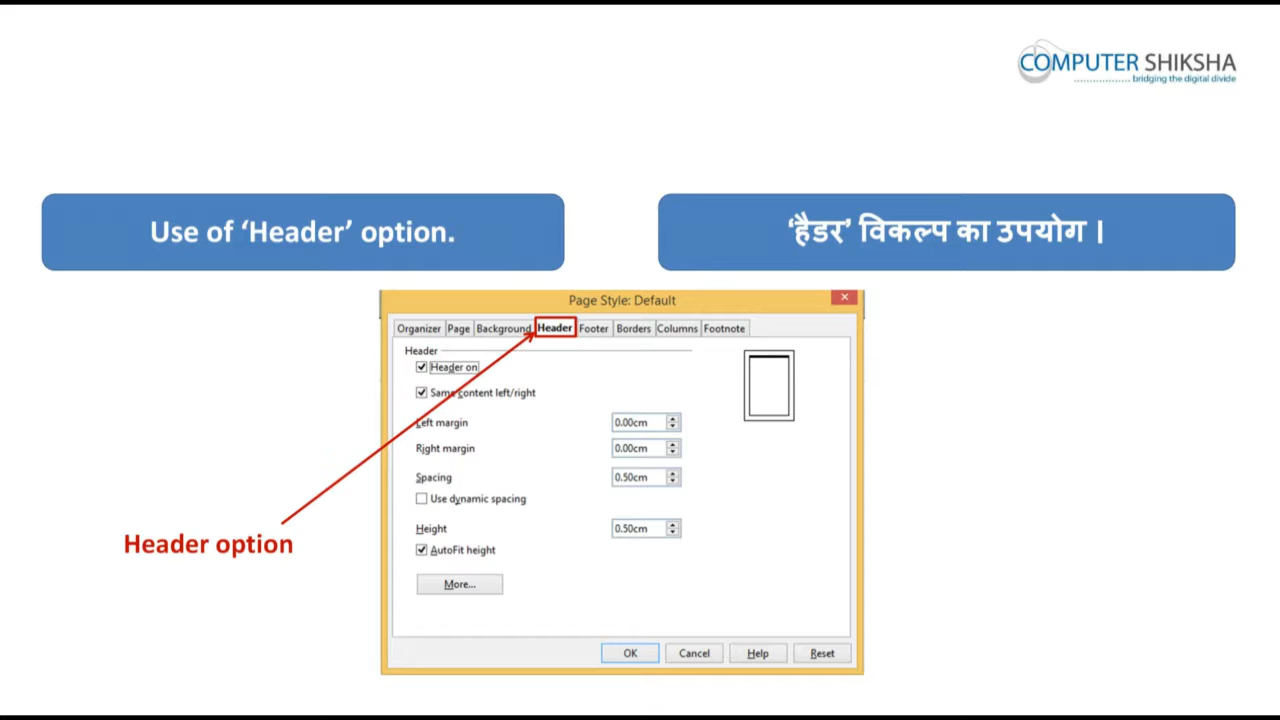 COMPUTER SHIKSHA
bridging the digital divide
Use of ‘Header’ option.
‘हैडर’ विकल्प का उपयोग |
Page Style: Default
Organizer Page Background Header Footer Borders Columns Footnote
Header
Header on
Same content left/right
Left margin 0.00cm
Right margin 0.00cm
Spacing 0.50cm
Use dynamic spacing
Height 0.50cm
AutoFit height
More...
OK Cancel Help Reset
Header option